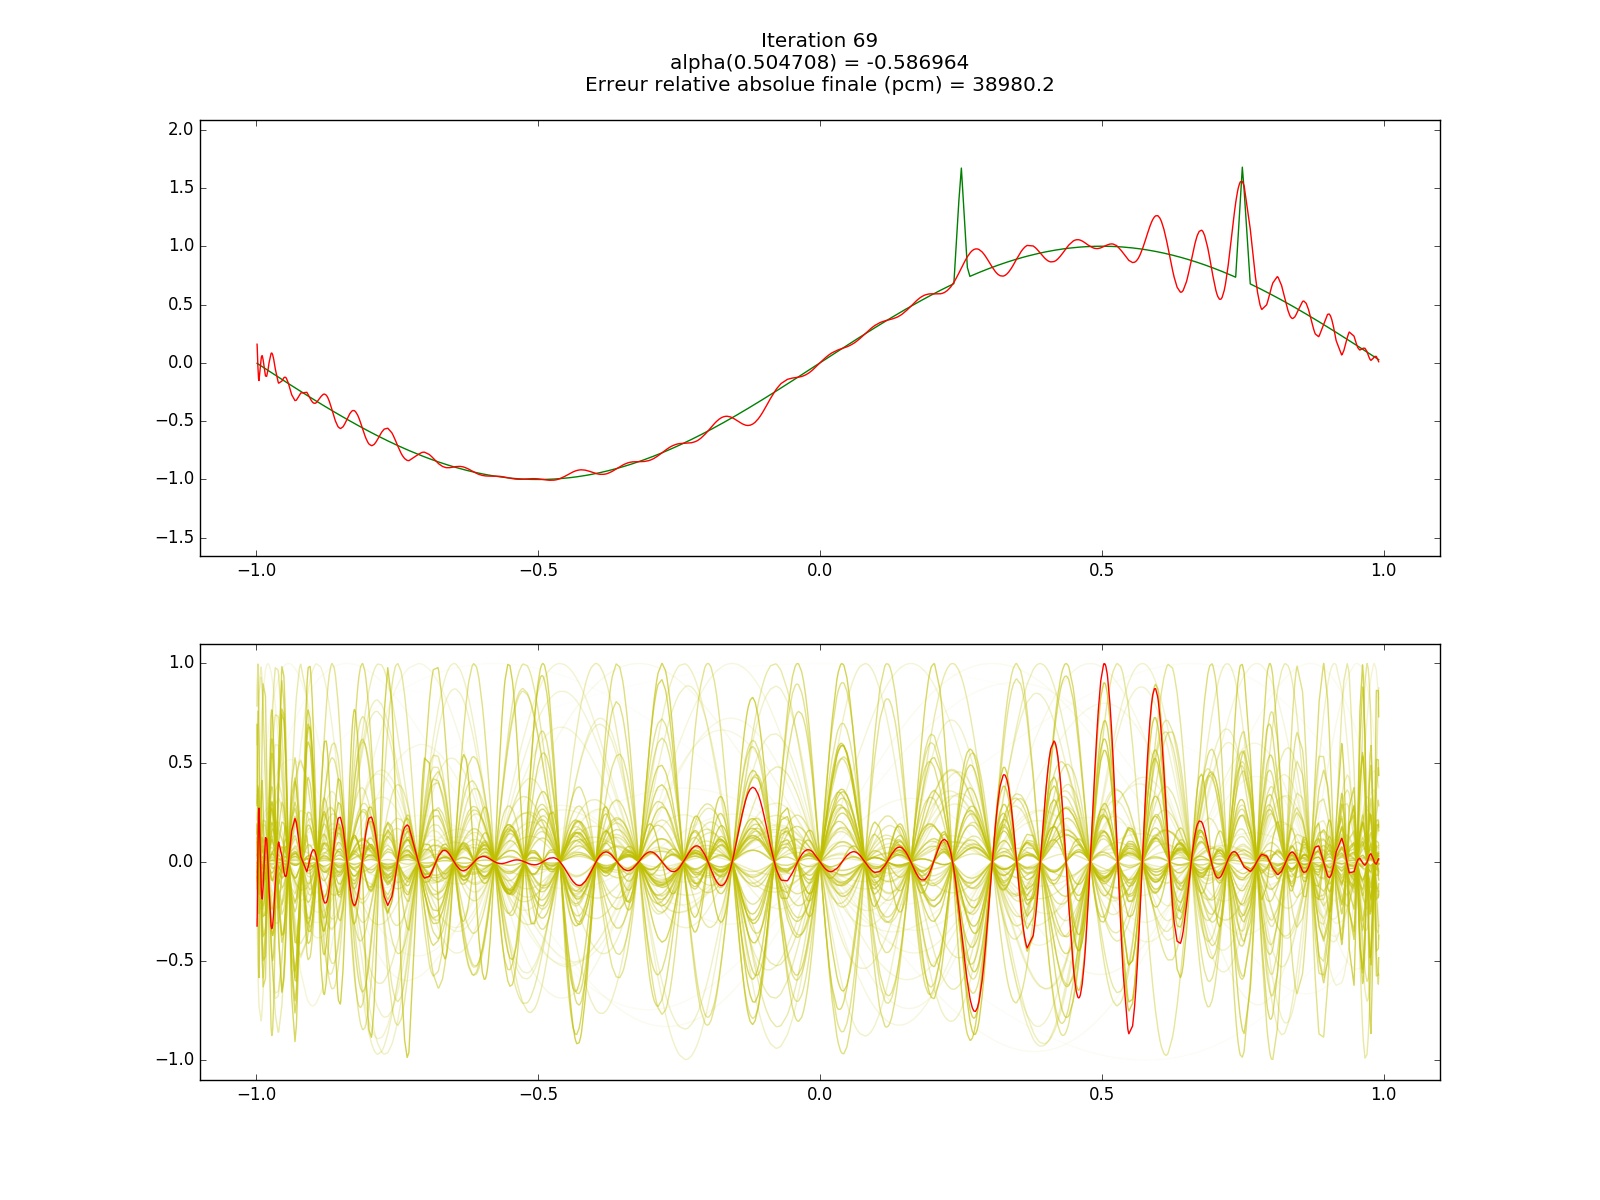 Iteration 69
alpha(0.504708) = -0.586964
Erreur relative absolue finale (pcm) = 38980.2
2.0
1.5
1.0
0.5
0.0
−0.5
−1.0
−1.5
−1.0 −0.5 0.0 0.5 1.0
1.0
0.5
0.0
−0.5
−1.0
−1.0 −0.5 0.0 0.5 1.0